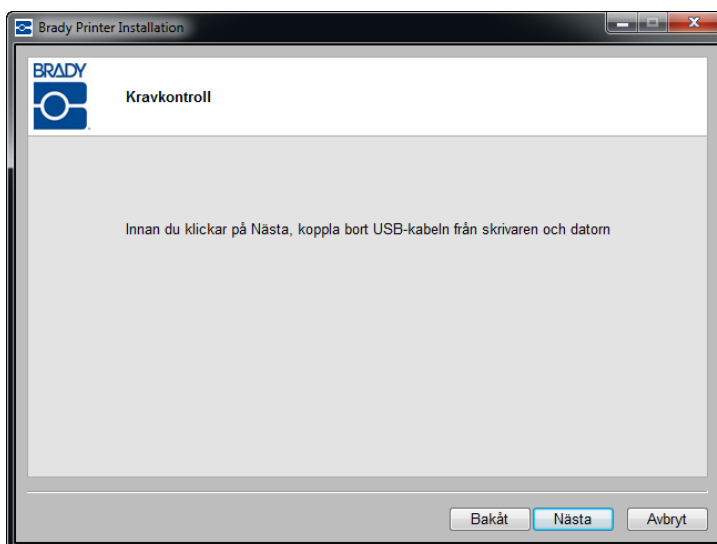 Brady Printer Installation
BRADY
Kravkontroll
Innan du klickar på Nästa, koppla bort USB-kabeln från skrivaren och datorn
Bakåt
Nästa
Avbryt